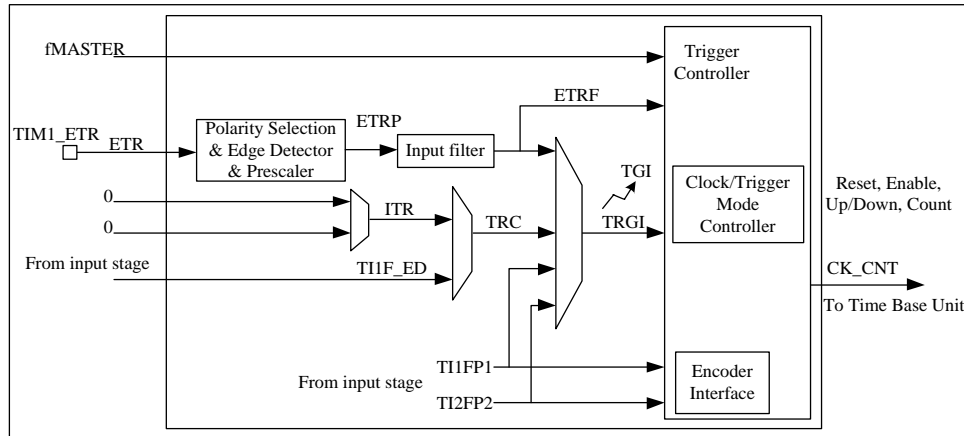 fMASTER
Trigger
Controller
ETRF
TIM1_ETR
ETR
Polarity Selection
& Edge Detector
& Prescaler
ETRP
Input filter
TGI
Clock/Trigger
Mode
Controller
Reset, Enable,
Up/Down, Count
0
0
ITR
TRC
TRGI
From input stage
TI1F_ED
CK_CNT
To Time Base Unit
From input stage
TI1FP1
TI2FP2
Encoder
Interface